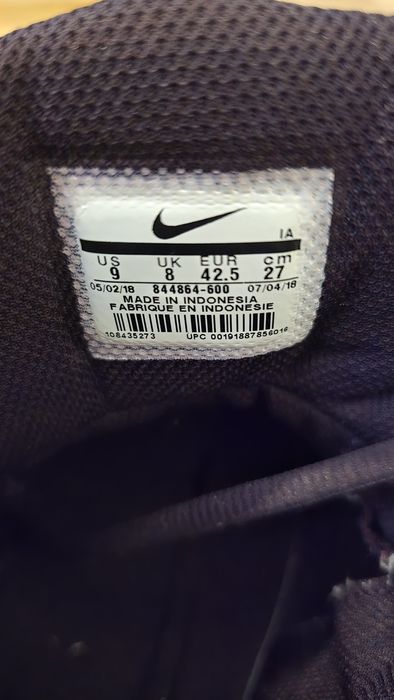 IA
US UK EUR cm
9 8 42.5 27
05/02/18 844864-600 07/04/18
MADE IN INDONESIA
FABRIQUE EN INDONESIE
108435273 UPC 00191887856016